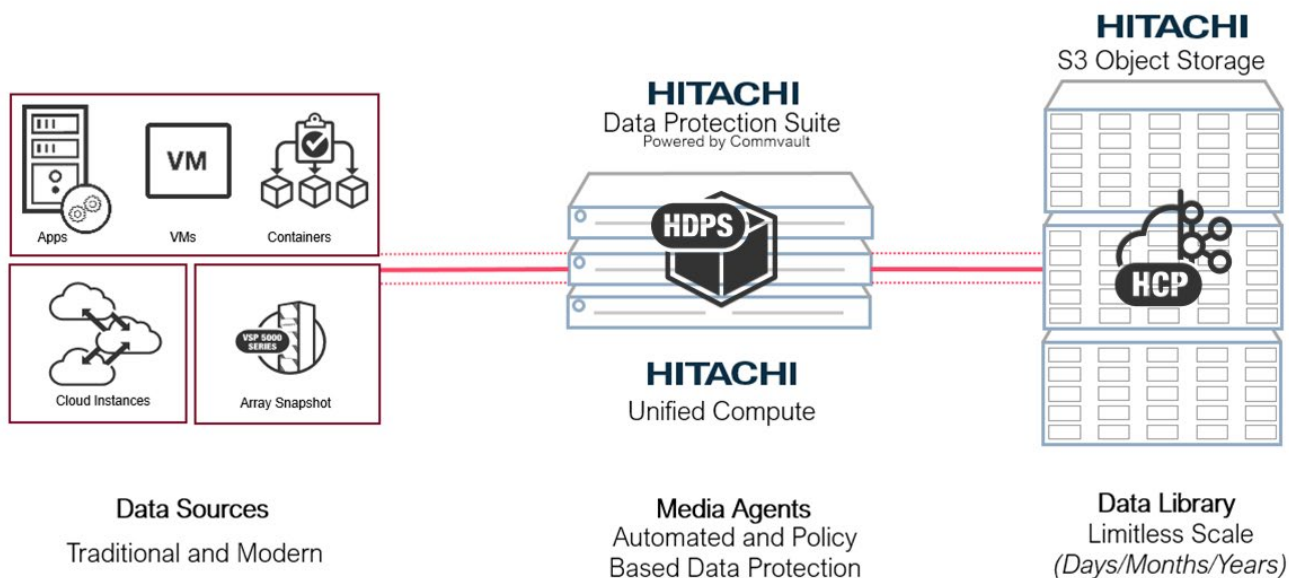 HITACHI
S3 Object Storage
HITACHI
Data Protection Suite
Powered by Commvault
VM
Apps
VMs
Containers
HDPS
HCP
VSP 5000
SERIES
Cloud Instances
Array Snapshot
HITACHI
Unified Compute
Data Sources
Traditional and Modern
Media Agents
Automated and Policy
Based Data Protection
Data Library
Limitless Scale
(Days/Months/Years)